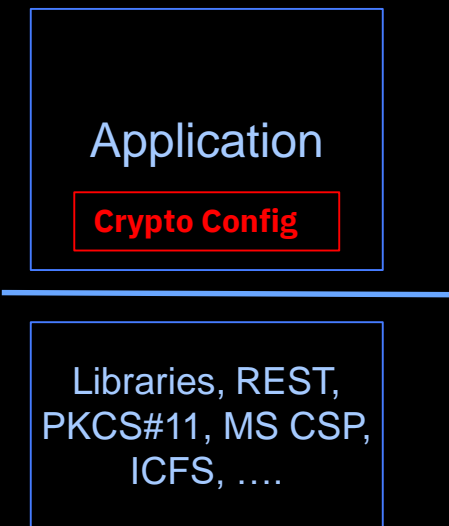 Application
Crypto Config
Libraries, REST,
PKCS#11, MS CSP,
ICFS, ….